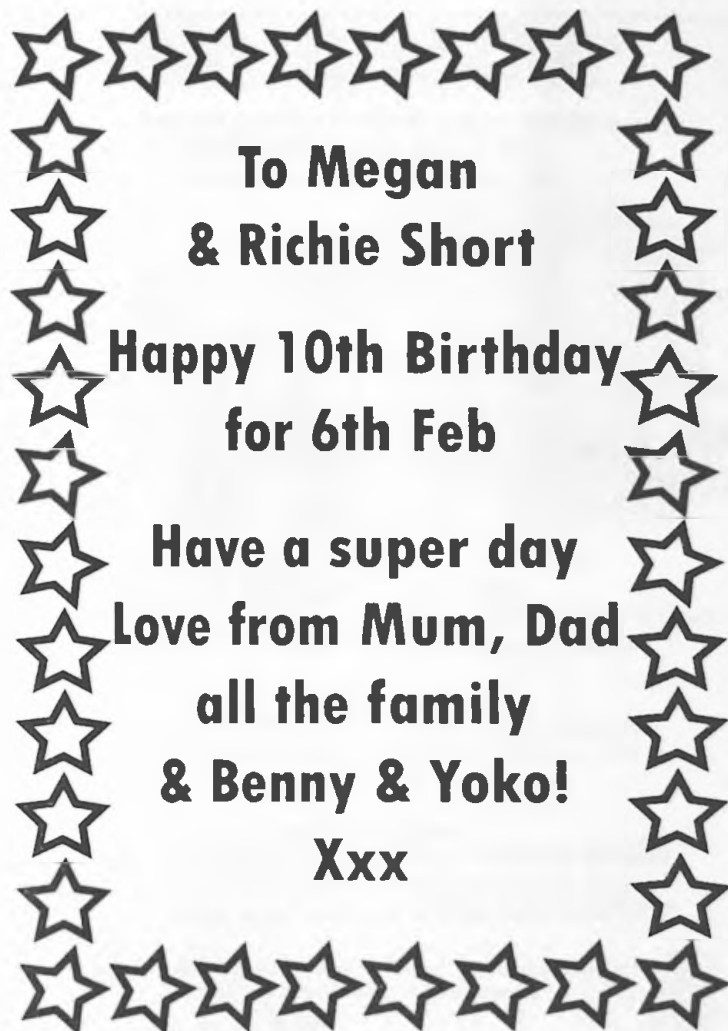 To Megan
& Richie Short
Happy 10th Birthday
for 6th Feb
Have a super day
Love from Mum, Dad
all the family
& Benny & Yoko!
Xxx